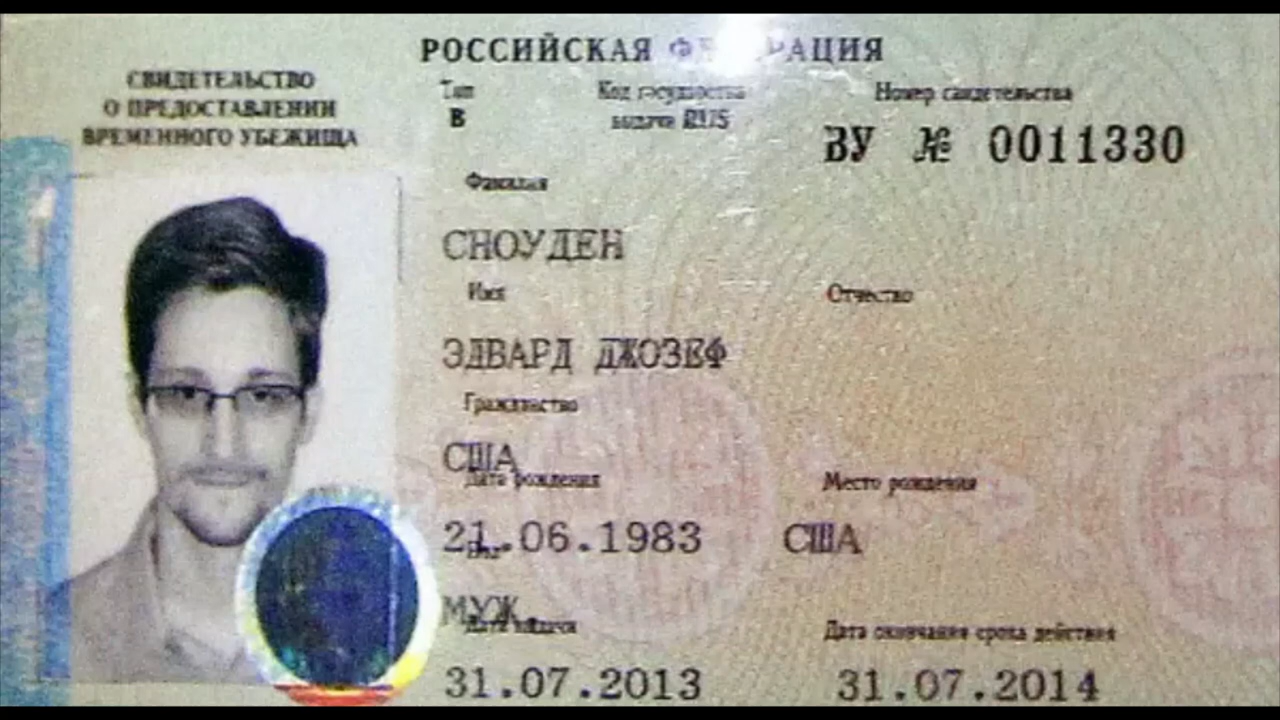 СВИДЕТЕЛЬСТВО
О ПРЕДОСТАВЛЕНИИ
ВРЕМЕННОГО УБЕЖИЩА
РОССИЙСКАЯ РАЦИЯ
Тип
В
Код государства
выдачи RUS
Номер свидетельства
ВУ № 0011330
Фамилия
СНОУДЕН
Имя
Отчество
ЭДВАРД ДЖОЗЕФ
Гражданство
США
Дата рождения
Место рождения
21.06.1983
США
МУЖ.
Дата выдачи
Дата окончания срока действия
31.07.2013
31.07.2014